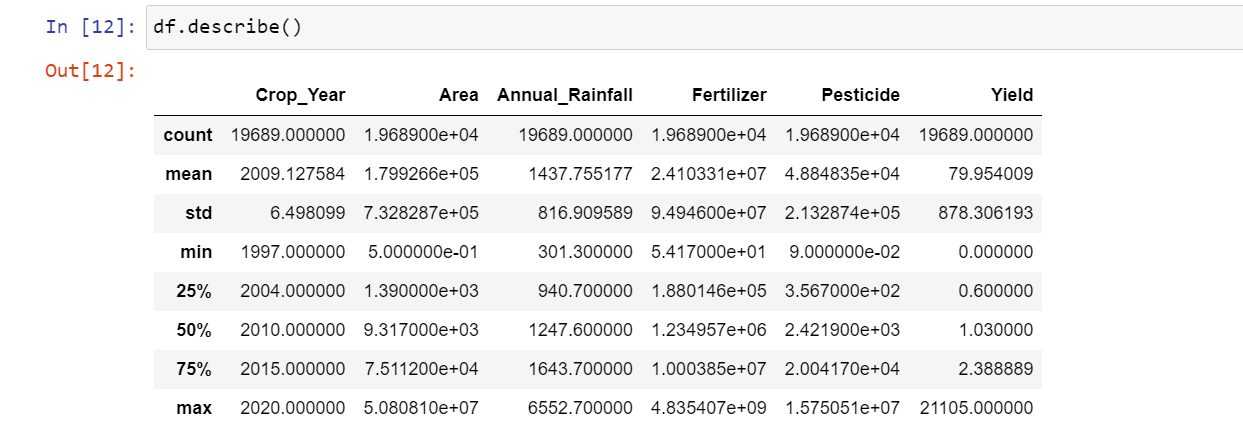 In [12]: df.describe()
Out[12]:
Crop_Year Area Annual_Rainfall Fertilizer Pesticide Yield
count 19689.000000 1.968900e+04 19689.000000 1.968900e+04 1.968900e+04 19689.000000
mean 2009.127584 1.799266e+05 1437.755177 2.410331e+07 4.884835e+04 79.954009
std 6.498099 7.328287e+05 816.909589 9.494600e+07 2.132874e+05 878.306193
min 1997.000000 5.000000e-01 301.300000 5.417000e+01 9.000000e-02 0.000000
25% 2004.000000 1.390000e+03 940.700000 1.880146e+05 3.567000e+02 0.600000
50% 2010.000000 9.317000e+03 1247.600000 1.234957e+06 2.421900e+03 1.030000
75% 2015.000000 7.511200e+04 1643.700000 1.000385e+07 2.004170e+04 2.388889
max 2020.000000 5.080810e+07 6552.700000 4.835407e+09 1.575051e+07 21105.000000